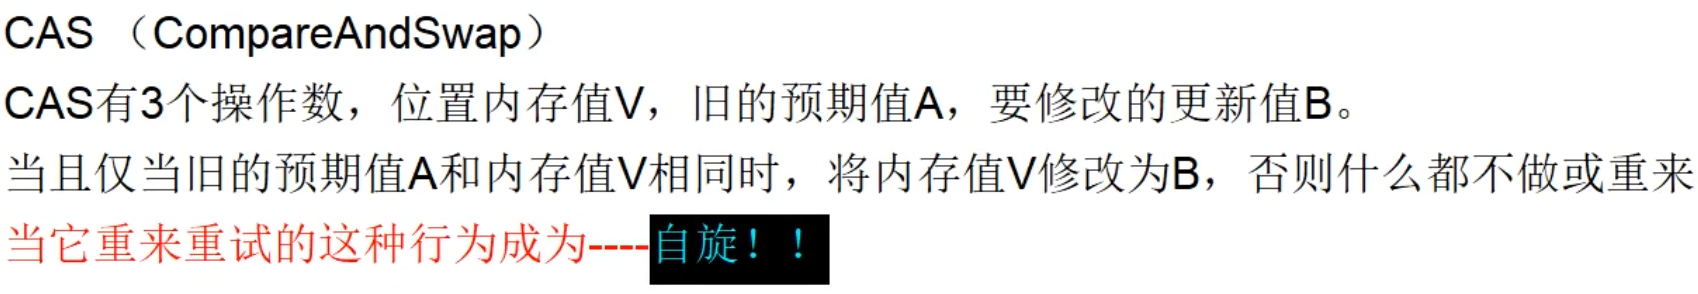 CAS （CompareAndSwap）
CAS有3个操作数，位置内存值V，旧的预期值A，要修改的更新值B。
当且仅当旧的预期值A和内存值V相同时，将内存值V修改为B，否则什么都不做或重来
当它重来重试的这种行为成为----自旋！！